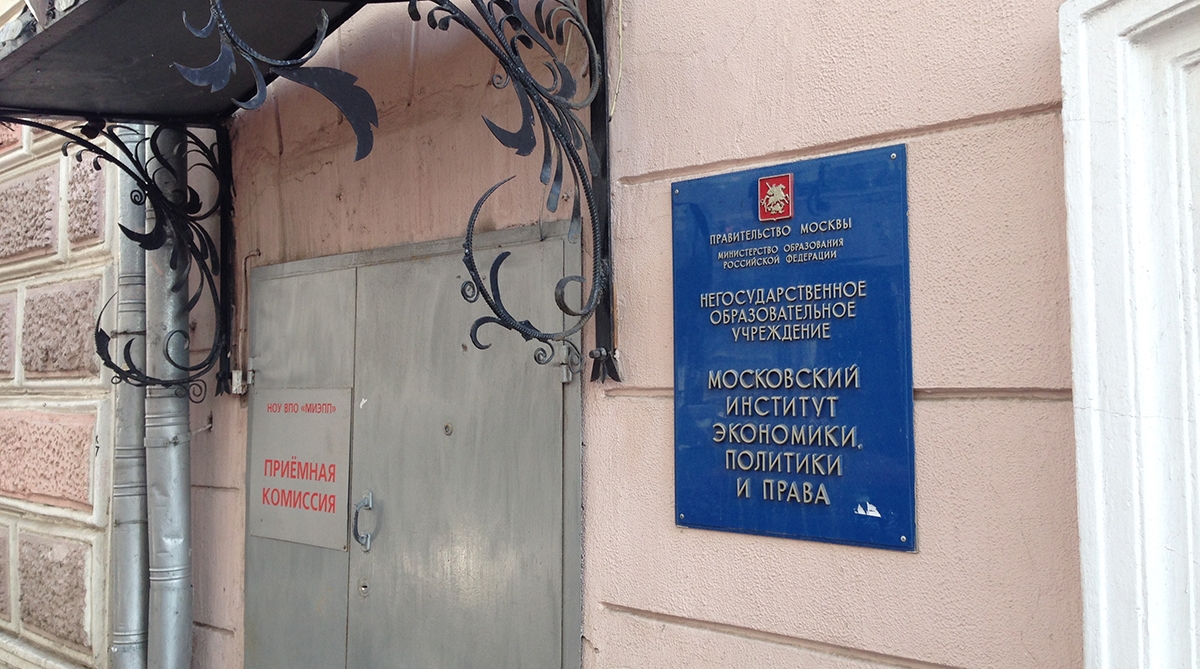 НОУ ВПО «МИЭПП»
ПРИЁМНАЯ
КОМИССИЯ
ПРАВИТЕЛЬСТВО МОСКВЫ
МИНИСТЕРСТВО ОБРАЗОВАНИЯ
РОССИЙСКОЙ ФЕДЕРАЦИИ
НЕГОСУДАРСТВЕННОЕ
ОБРАЗОВАТЕЛЬНОЕ
УЧРЕЖДЕНИЕ
МОСКОВСКИЙ
ИНСТИТУТ
ЭКОНОМИКИ,
ПОЛИТИКИ
И ПРАВА